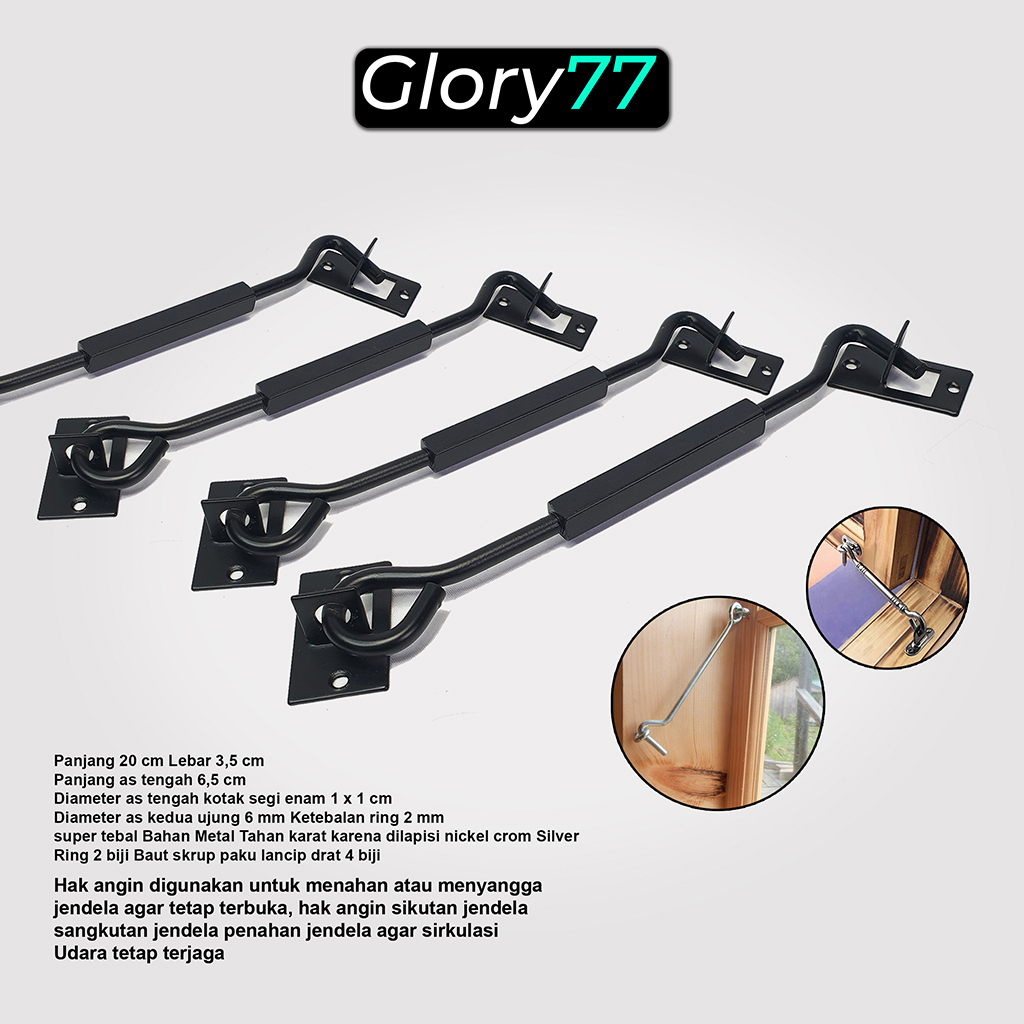 Glory77
Panjang 20 cm Lebar 3,5 cm
Panjang as tengah 6,5 cm
Diameter as tengah kotak segi enam 1 x 1 cm
Diameter as kedua ujung 6 mm Ketebalan ring 2 mm
super tebal Bahan Metal Tahan karat karena dilapisi nickel crom Silver
Ring 2 biji Baut skrup paku lancip drat 4 biji
Hak angin digunakan untuk menahan atau menyangga
jendela agar tetap terbuka, hak angin sikutan jendela
sangkutan jendela penahan jendela agar sirkulasi
Udara tetap terjaga